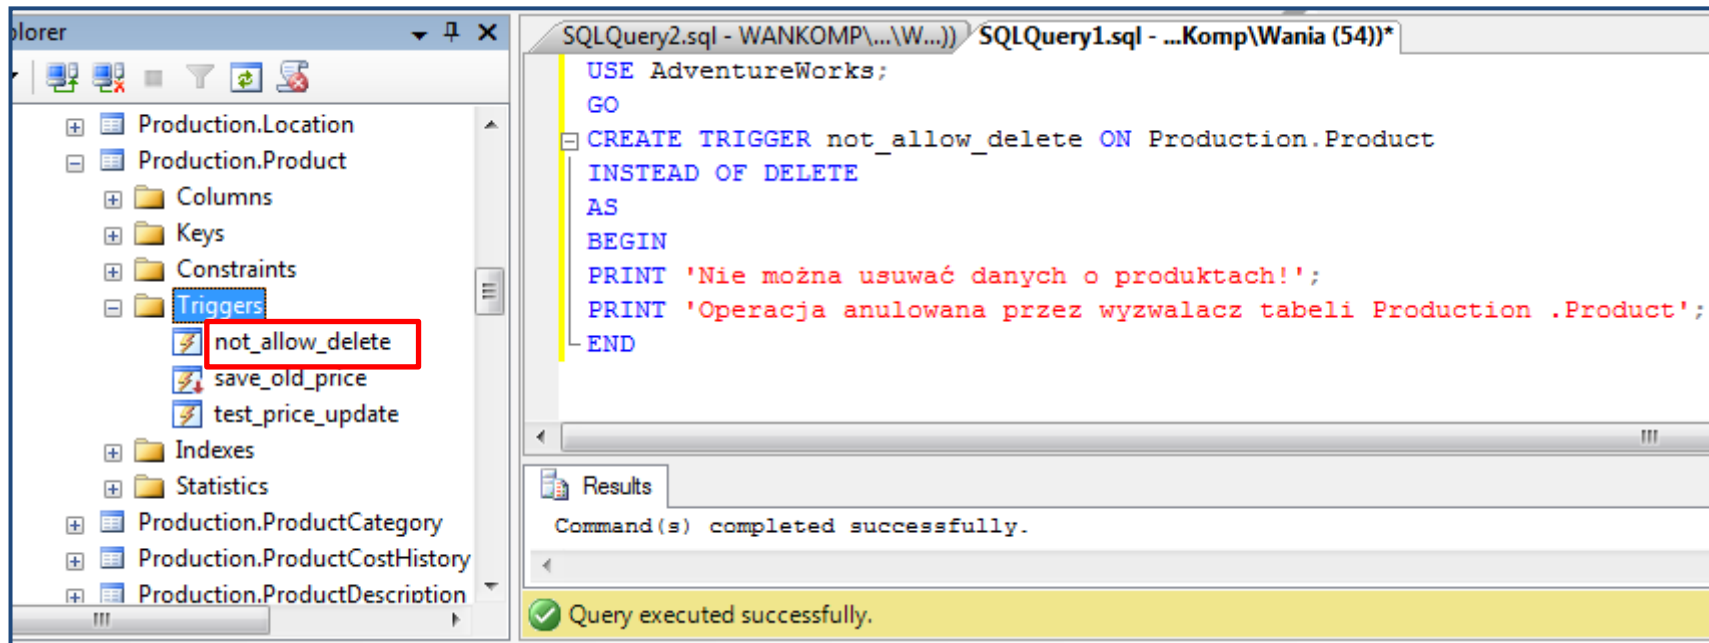 plorer
Production.Location
Production.Product
Columns
Keys
Constraints
Triggers
not_allow_delete
save_old_price
test_price_update
Indexes
Statistics
Production.ProductCategory
Production.ProductCostHistory
Production.ProductDescription
SQLQuery2.sql - WANKOMP\...\W...)) SQLQuery1.sql - ...Komp\Wania (54))*
USE AdventureWorks;
GO
CREATE TRIGGER not_allow_delete ON Production.Product
INSTEAD OF DELETE
AS
BEGIN
PRINT 'Nie można usuwać danych o produktach!';
PRINT 'Operacja anulowana przez wyzwalacz tabeli Production .Product';
END
Results
Command(s) completed successfully.
Query executed successfully.